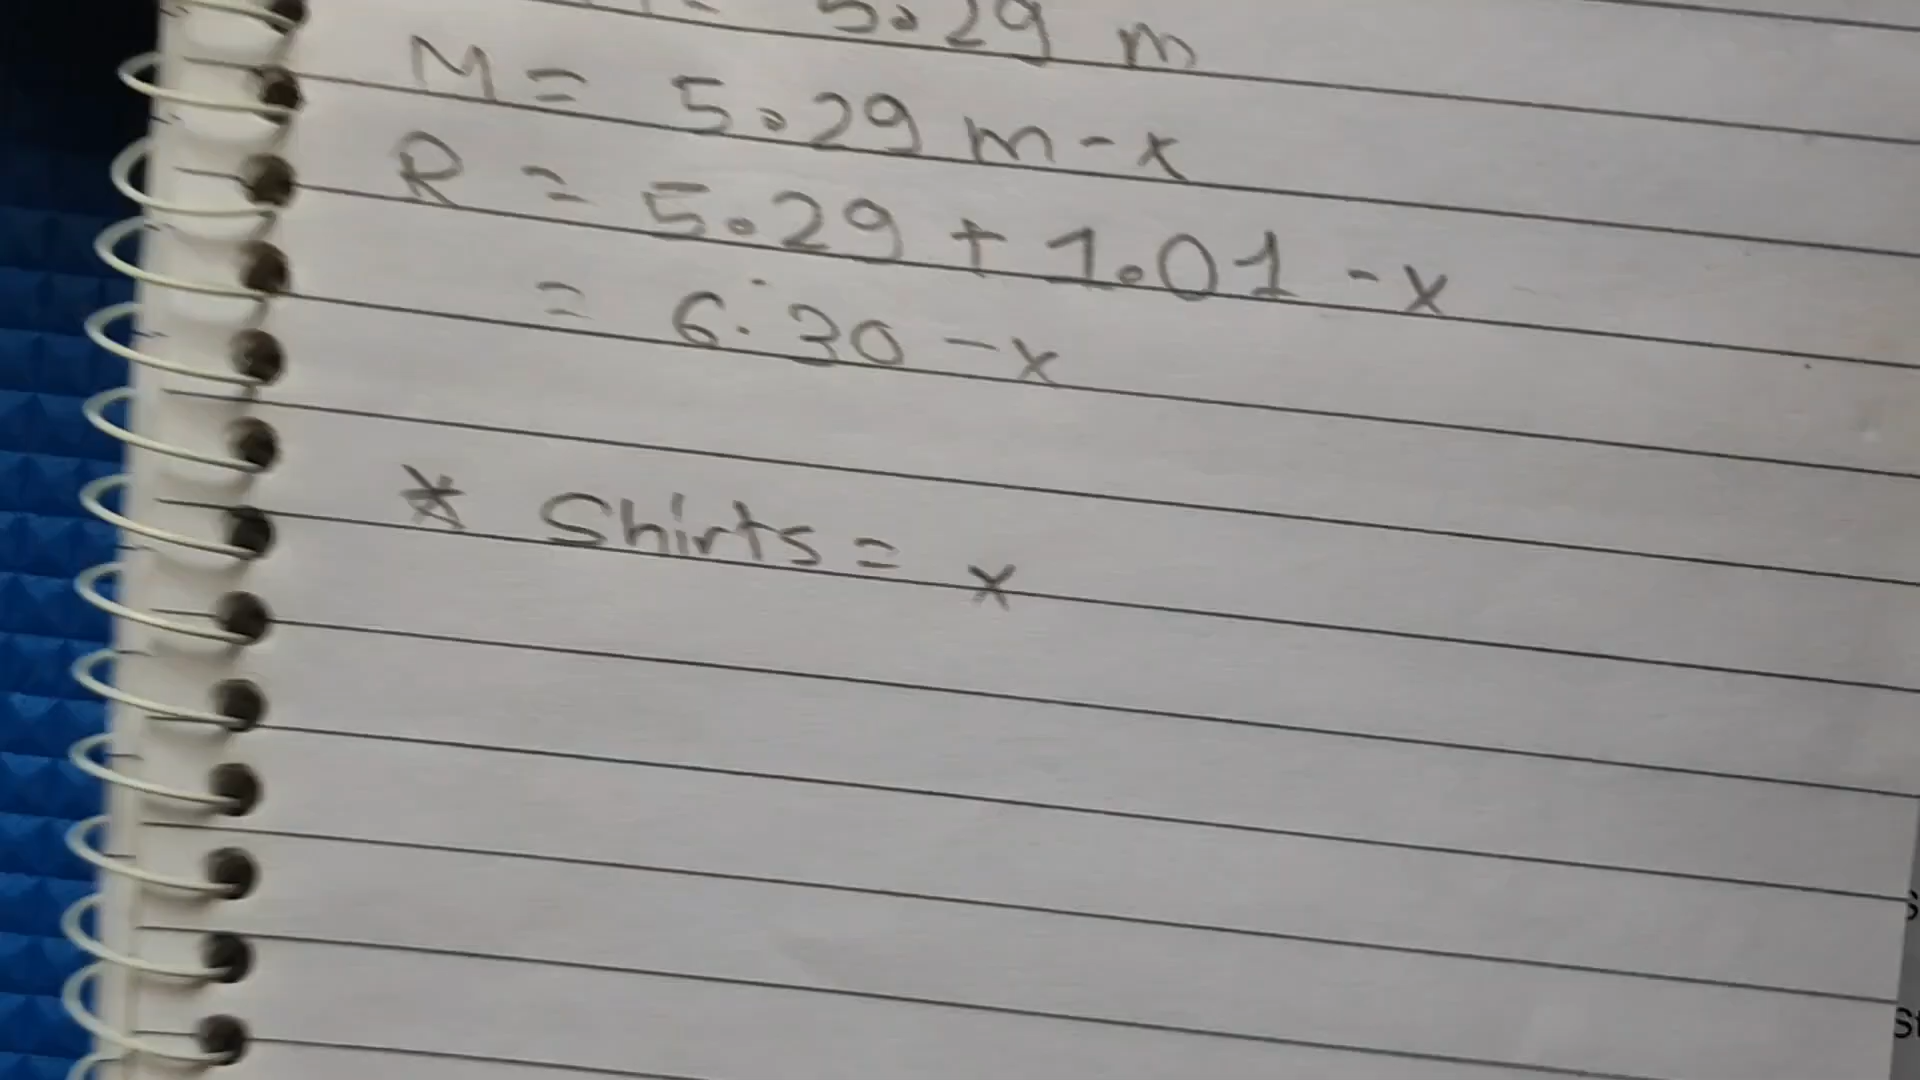 5.29 m
M = 5.29 m - x
R = 5.29 + 1.01 - x
= 6.30 - x
* Shirts = x